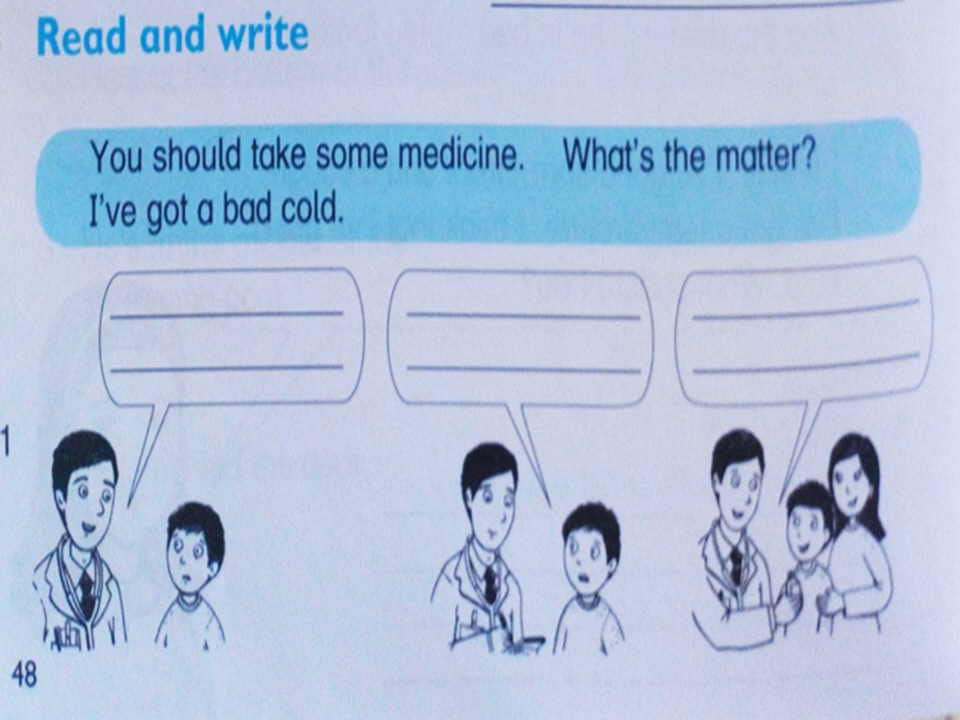 Read and write
You should take some medicine. What's the matter?
I've got a bad cold.
1
48